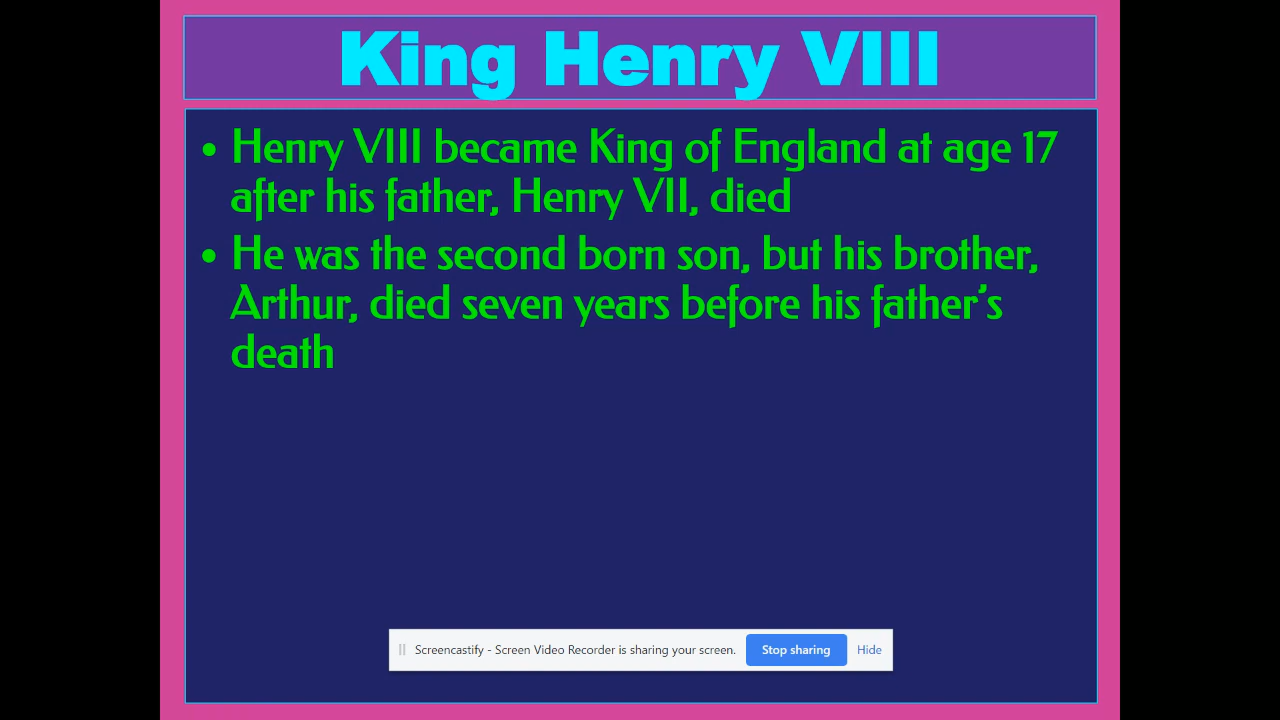 King Henry VIII
• Henry VIII became King of England at age 17
after his father, Henry VII, died
• He was the second born son, but his brother,
Arthur, died seven years before his father's
death
Screencastify - Screen Video Recorder is sharing your screen. Stop sharing Hide